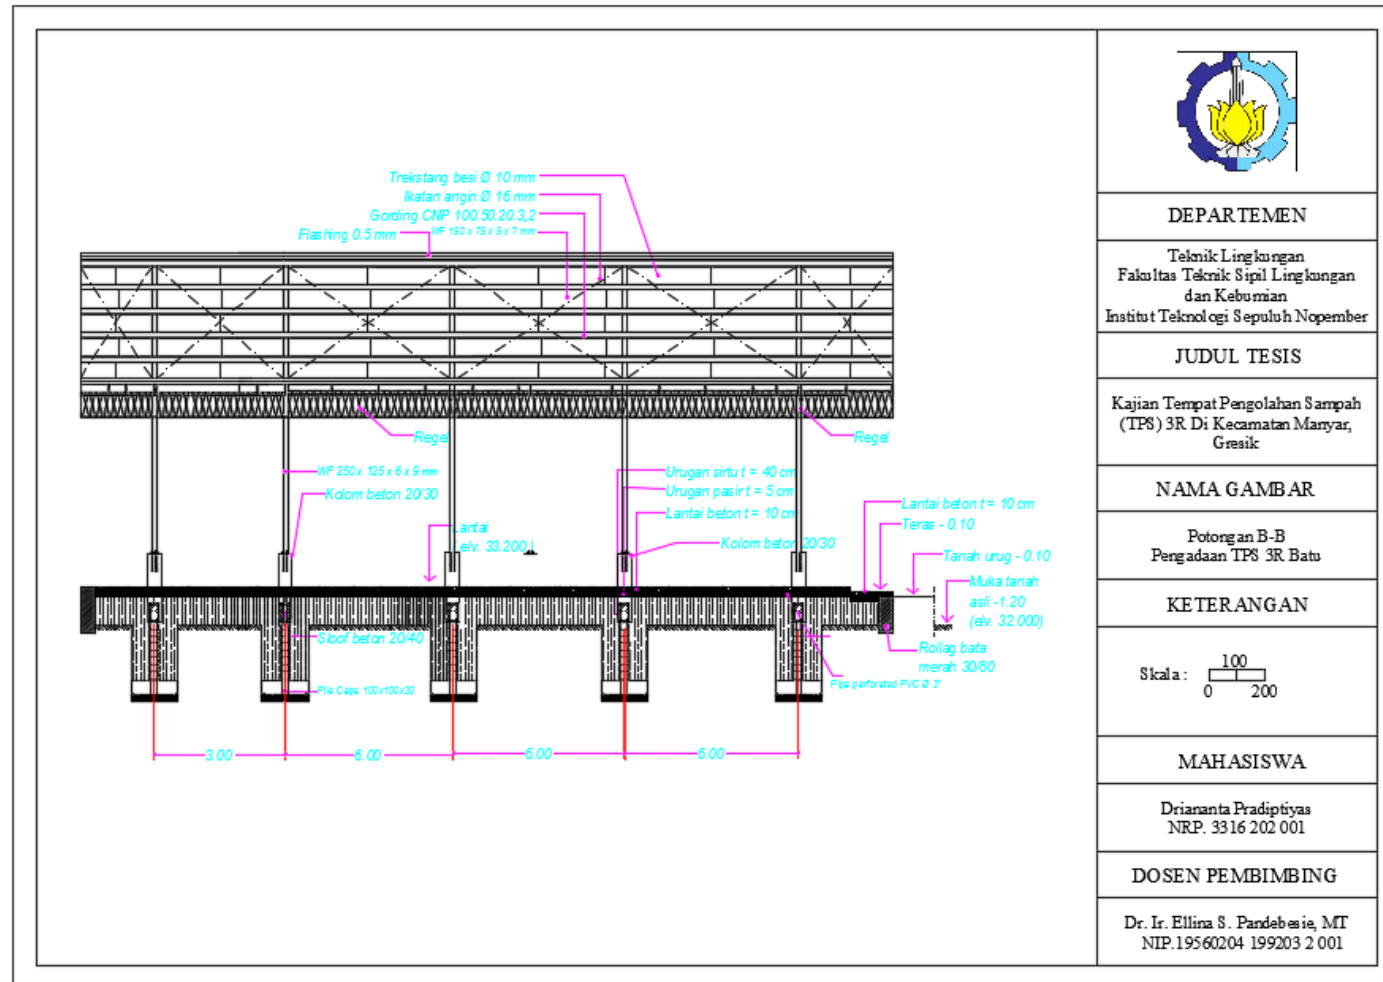 Trekstang besi Ø 10 mm
Ikatan angin Ø 16 mm
Gording CNP 100.50.20.3,2
Flashing 0.5 mm
WF 150 x 75 x 5 x 7 mm
Regel
Regel
WF 250 x 125 x 6 x 9 mm
Kolom beton 20/30
Urugan sirtu t = 40 cm
Urugan pasir t = 5 cm
Lantai beton t = 10 cm
Kolom beton 20/30
Lantai
elv. 33.200
Lantai beton t = 10 cm
Teras - 0.10
Tanah urug - 0.10
Muka tanah
asli -1.20
(elv. 32.000)
Sloof beton 20/40
Rollag bata
merah 30/80
Pile Caps 100x100x30
Pipe perforated PVC Ø 3"
3.00
6.00
6.00
6.00
DEPARTEMEN
Teknik Lingkungan
Fakultas Teknik Sipil Lingkungan
dan Kebumian
Institut Teknologi Sepuluh Nopember
JUDUL TESIS
Kajian Tempat Pengolahan Sampah
(TPS) 3R Di Kecamatan Manyar,
Gresik
NAMA GAMBAR
Potongan B-B
Pengadaan TPS 3R Batu
KETERANGAN
Skala :
100
0 200
MAHASISWA
Driananta Pradiptiyas
NRP. 3316 202 001
DOSEN PEMBIMBING
Dr. Ir. Ellina S. Pandebesie, MT
NIP.19560204 199203 2 001